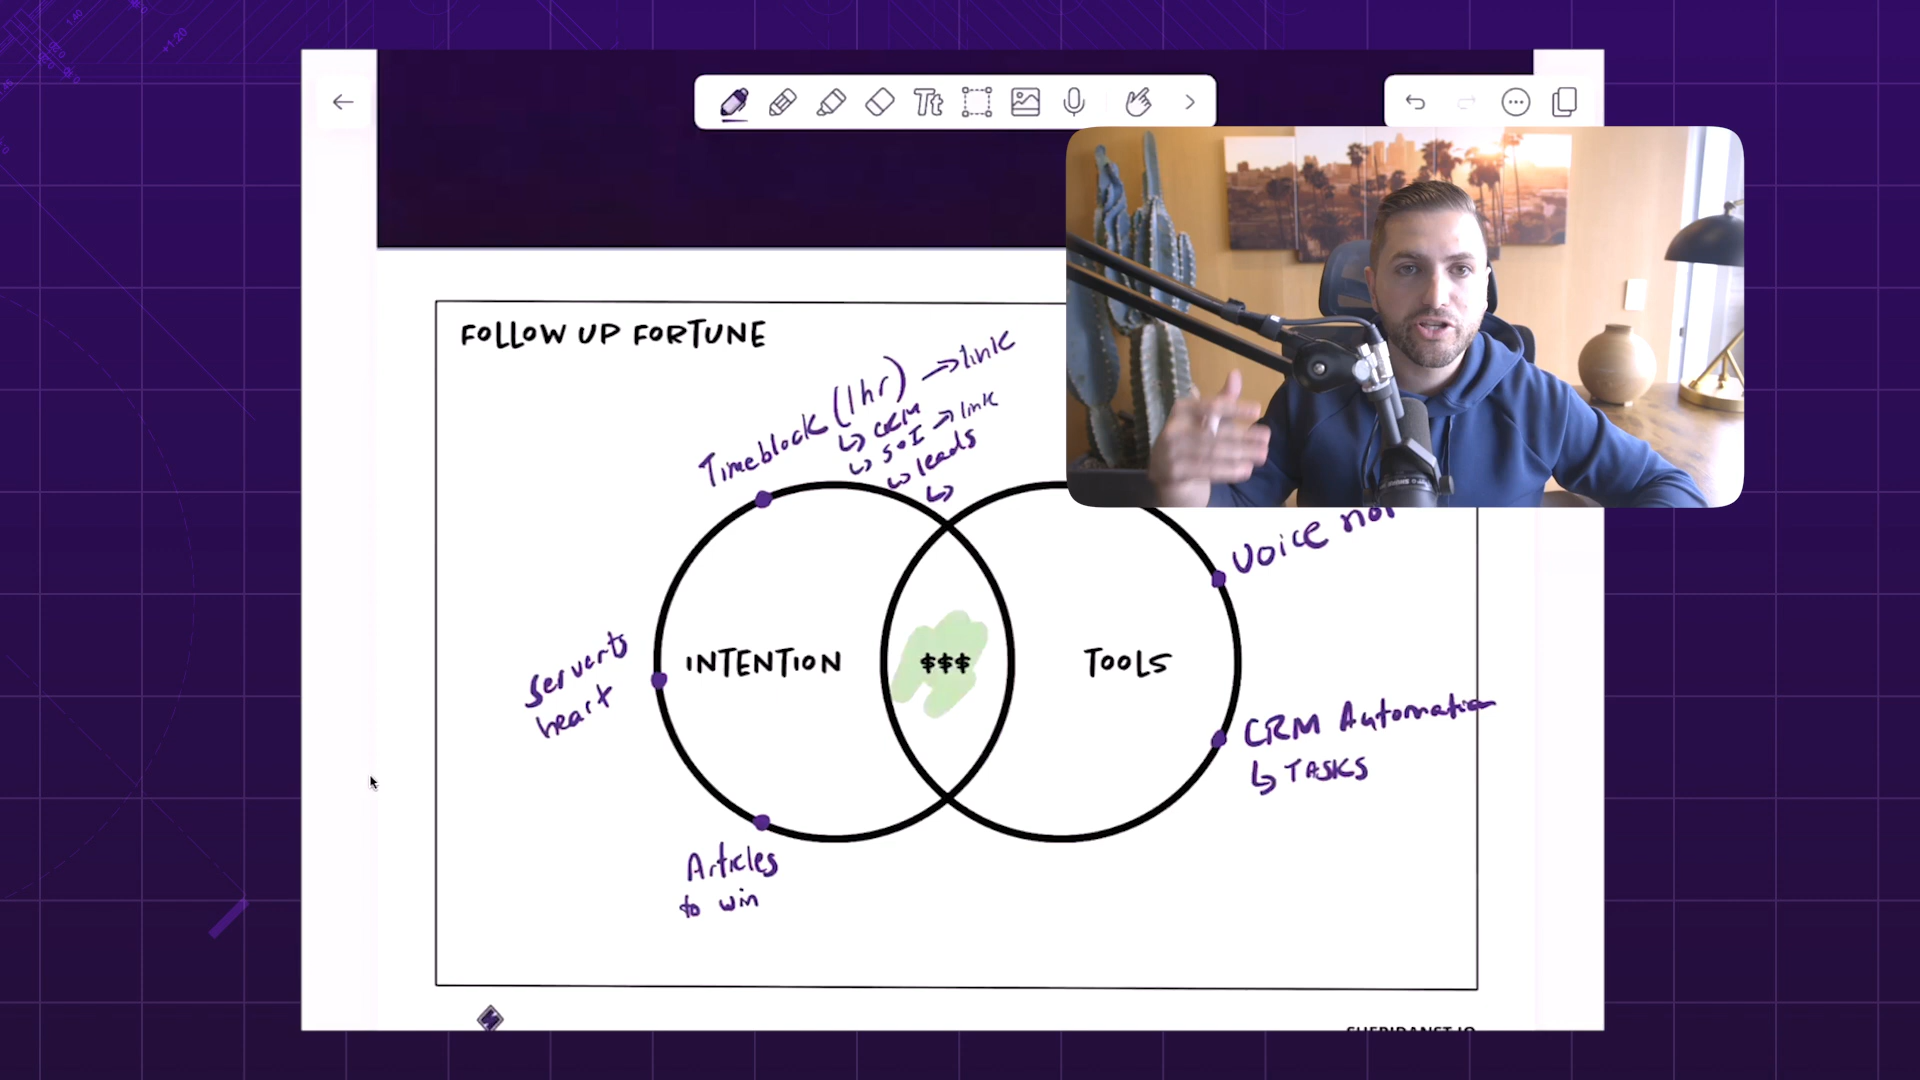 Tt
FOLLOW UP FORTUNE
Timeblock (1hr) → link
↳ CRM
↳ SOI → link
↳ leads
↳
Voice
INTENTION
$$$
TOOLS
heart
CRM Automation
↳ TASKS
Articles
to win